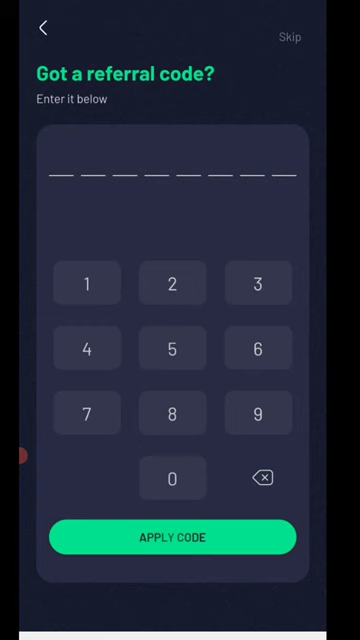 Skip
Got a referral code?
Enter it below
1 2 3
4 5 6
7 8 9
0
APPLY CODE